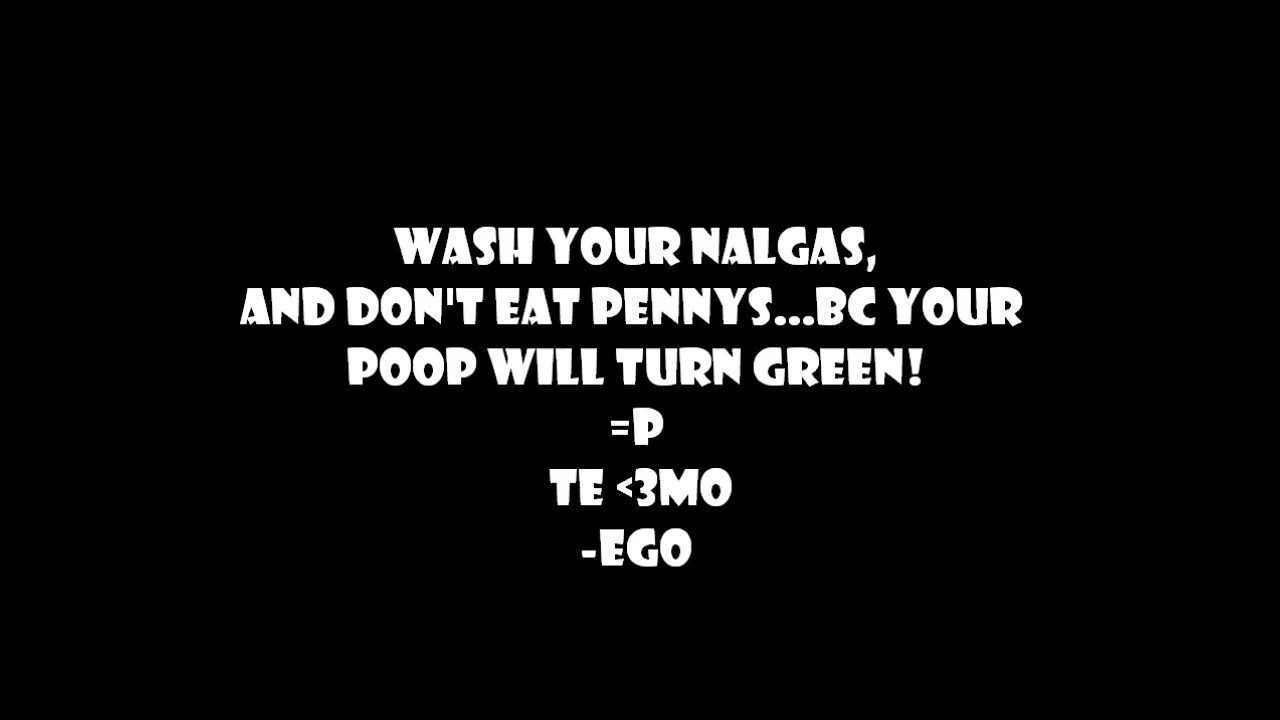 WASH YOUR NALGAS,
AND DON'T EAT PENNYS...BC YOUR
POOP WILL TURN GREEN!
=P
TE <3MO
-EGO